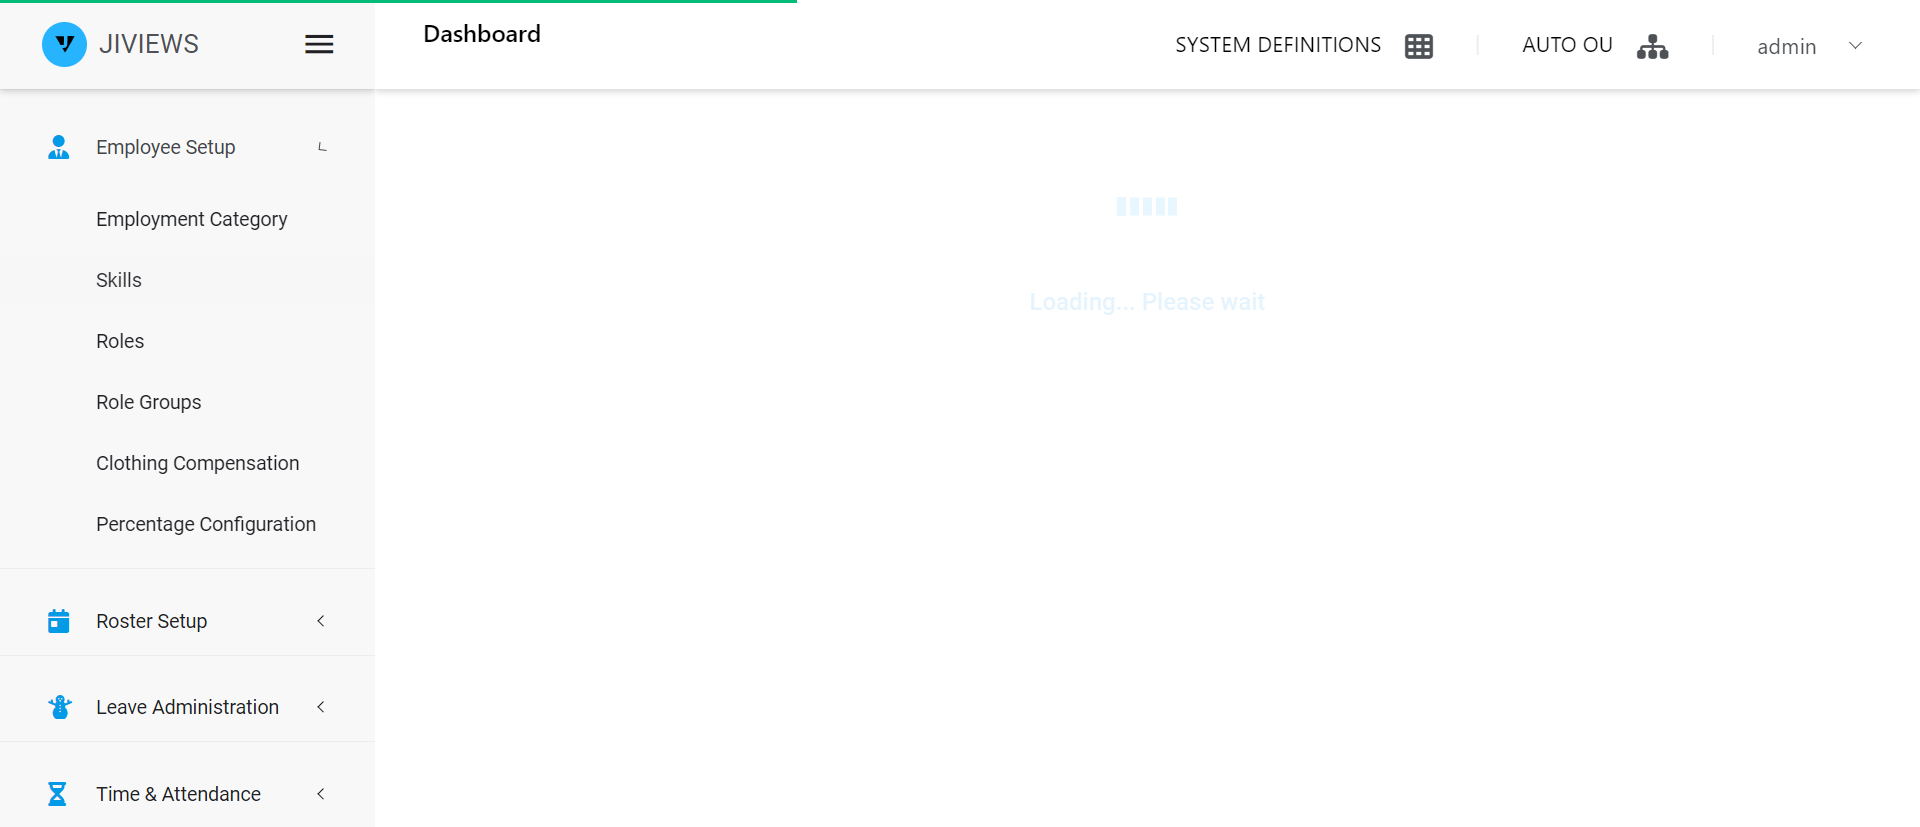 JIVIEWS
Dashboard
SYSTEM DEFINITIONS
AUTO OU
admin
Employee Setup
Employment Category
Skills
Roles
Role Groups
Clothing Compensation
Percentage Configuration
Roster Setup
Leave Administration
Time & Attendance
Loading... Please wait